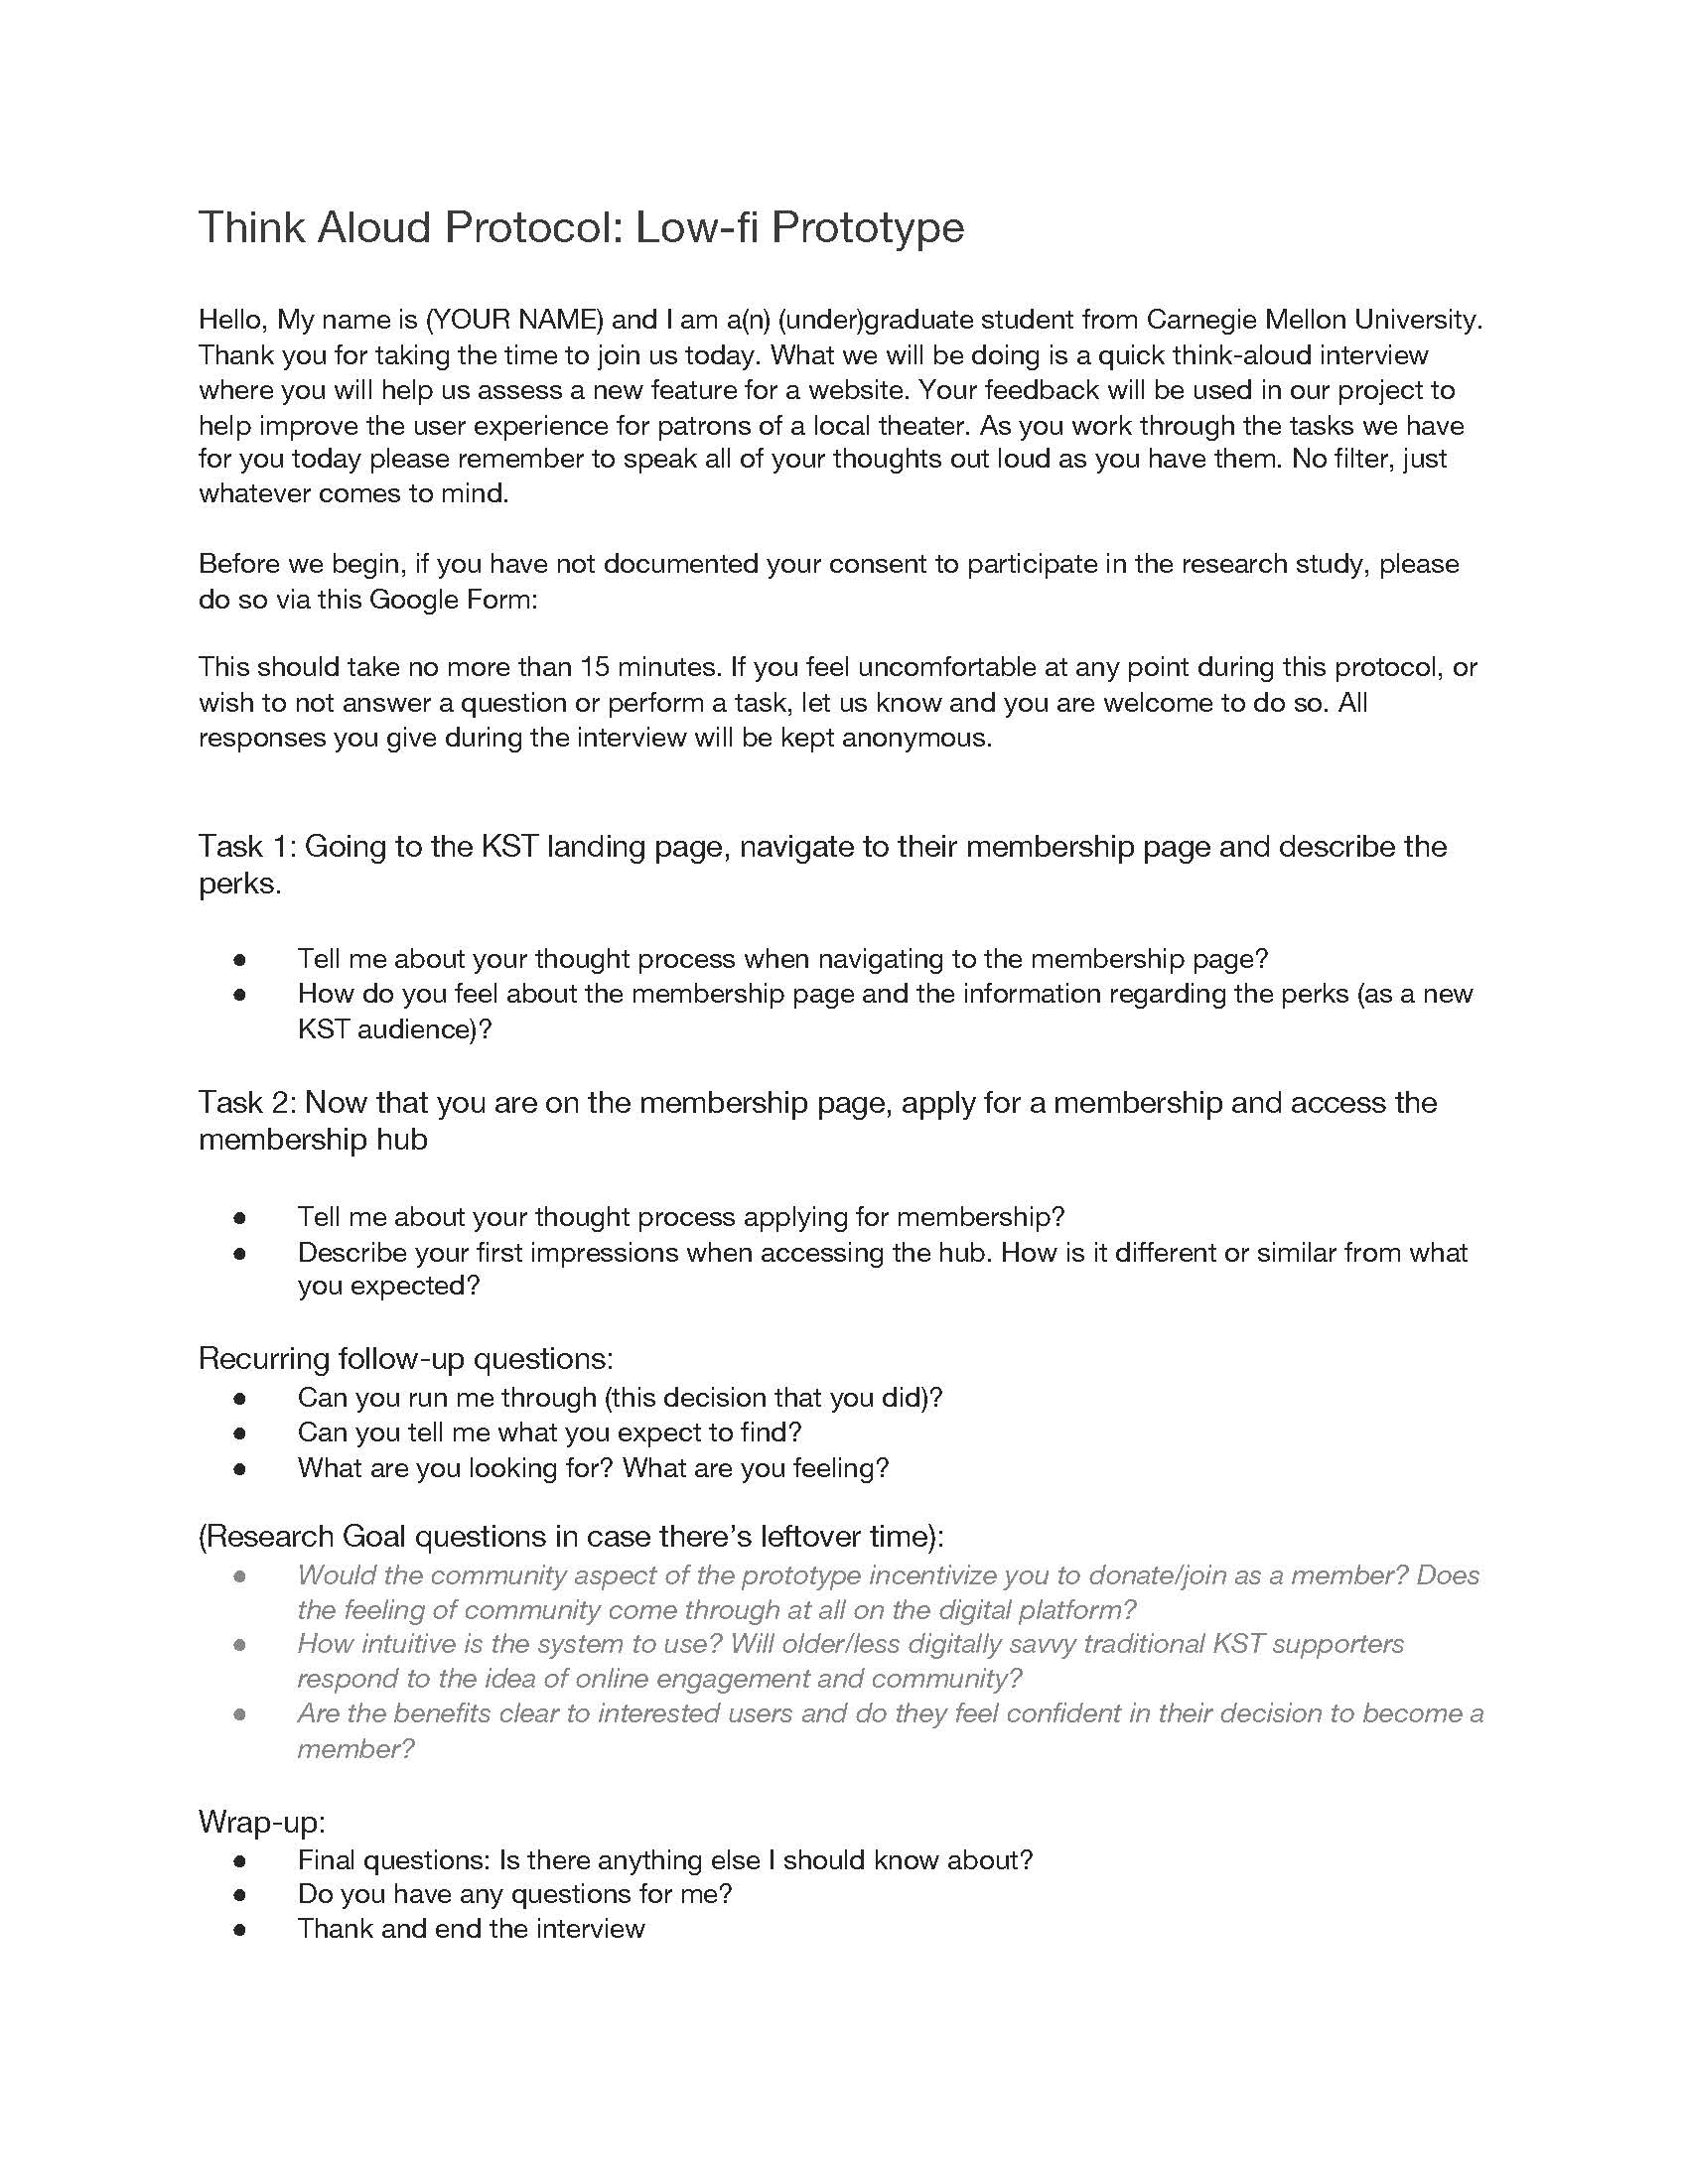 Think Aloud Protocol: Low-fi Prototype
Hello, My name is (YOUR NAME) and I am a(n) (under)graduate student from Carnegie Mellon University.
Thank you for taking the time to join us today. What we will be doing is a quick think-aloud interview
where you will help us assess a new feature for a website. Your feedback will be used in our project to
help improve the user experience for patrons of a local theater. As you work through the tasks we have
for you today please remember to speak all of your thoughts out loud as you have them. No filter, just
whatever comes to mind.
Before we begin, if you have not documented your consent to participate in the research study, please
do so via this Google Form:
This should take no more than 15 minutes. If you feel uncomfortable at any point during this protocol, or
wish to not answer a question or perform a task, let us know and you are welcome to do so. All
responses you give during the interview will be kept anonymous.
Task 1: Going to the KST landing page, navigate to their membership page and describe the
perks.
● Tell me about your thought process when navigating to the membership page?
● How do you feel about the membership page and the information regarding the perks (as a new
KST audience)?
Task 2: Now that you are on the membership page, apply for a membership and access the
membership hub
● Tell me about your thought process applying for membership?
● Describe your first impressions when accessing the hub. How is it different or similar from what
you expected?
Recurring follow-up questions:
● Can you run me through (this decision that you did)?
● Can you tell me what you expect to find?
● What are you looking for? What are you feeling?
(Research Goal questions in case there's leftover time):
● Would the community aspect of the prototype incentivize you to donate/join as a member? Does
the feeling of community come through at all on the digital platform?
● How intuitive is the system to use? Will older/less digitally savvy traditional KST supporters
respond to the idea of online engagement and community?
● Are the benefits clear to interested users and do they feel confident in their decision to become a
member?
Wrap-up:
● Final questions: Is there anything else I should know about?
● Do you have any questions for me?
● Thank and end the interview